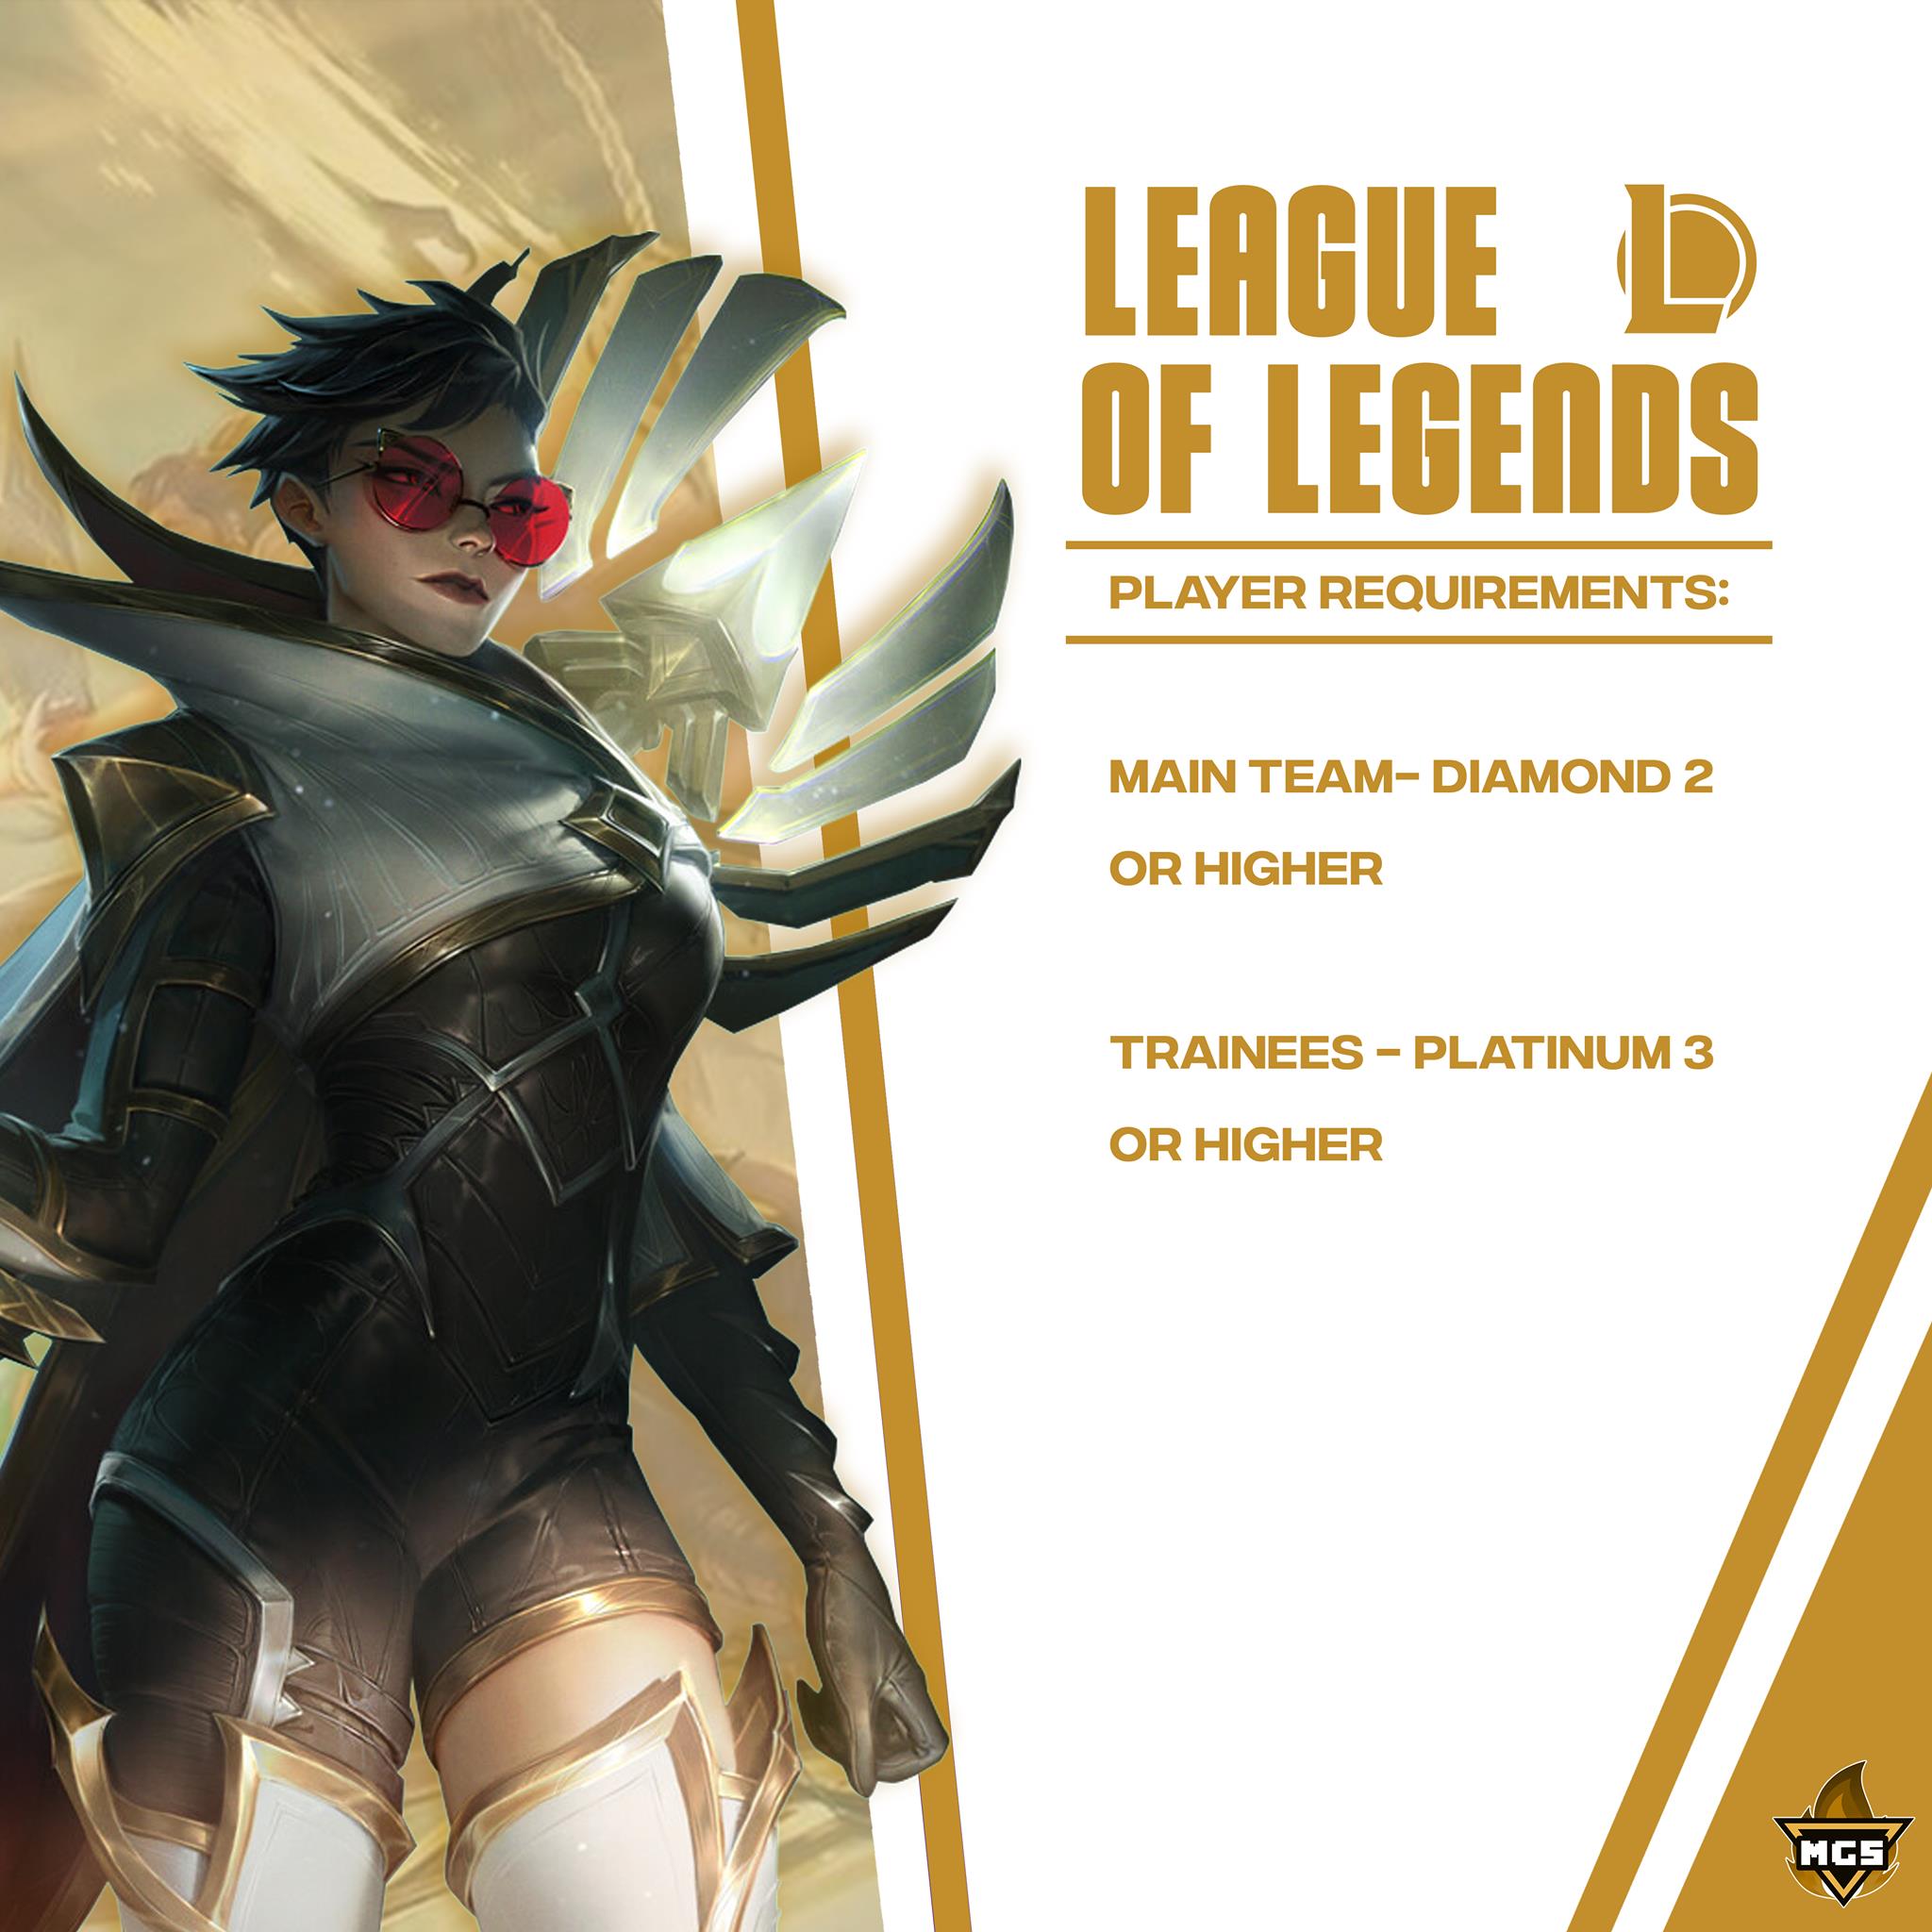 LEAGUE
OF LEGENDS
PLAYER REQUIREMENTS:
MAIN TEAM- DIAMOND 2
OR HIGHER
TRAINEES - PLATINUM 3
OR HIGHER
MGS